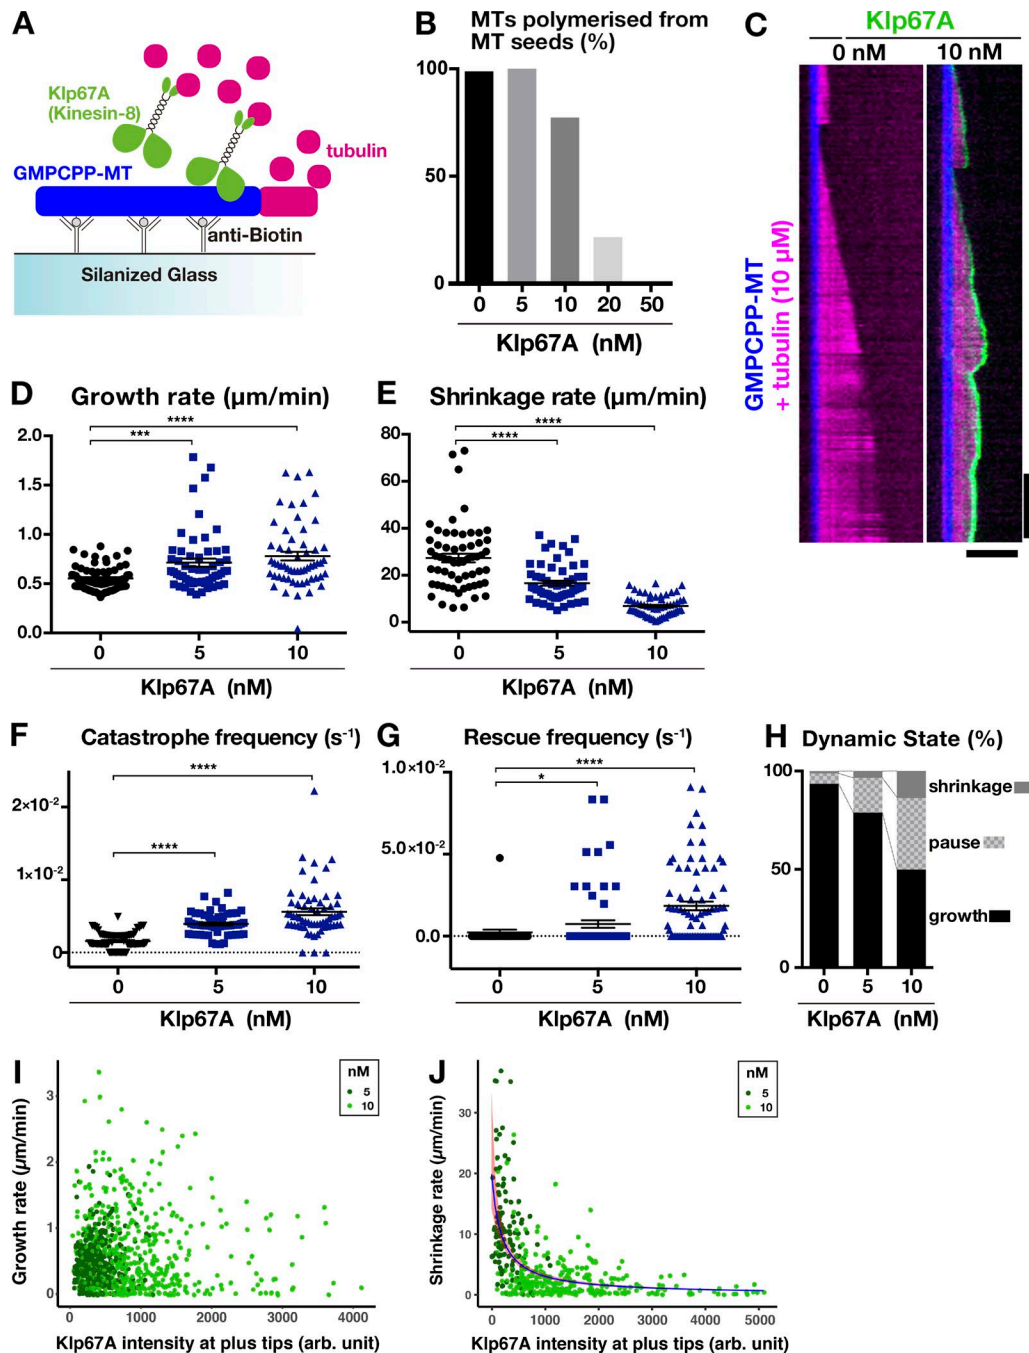 A
Klp67A
(Kinesin-8)
tubulin
GMPCPP-MT
anti-Biotin
Silanized Glass
B
MTs polymerised from
MT seeds (%)
100
50
0
0 5 10 20 50
Klp67A (nM)
C
Klp67A
0 nM 10 nM
GMPCPP-MT
+ tubulin (10 µM)
D
Growth rate (µm/min)
****
***
2.0
1.5
1.0
0.5
0.0
0 5 10
Klp67A (nM)
E
Shrinkage rate (µm/min)
****
****
80
60
40
20
0
0 5 10
Klp67A (nM)
F
Catastrophe frequency (s⁻¹)
****
****
2×10⁻²
1×10⁻²
0
0 5 10
Klp67A (nM)
G
Rescue frequency (s⁻¹)
****
*
1.0×10⁻²
5.0×10⁻²
0.0
0 5 10
Klp67A (nM)
H
Dynamic State (%)
100
50
0
shrinkage
pause
growth
0 5 10
Klp67A (nM)
I
nM
5
10
Growth rate (µm/min)
3
2
1
0
0 1000 2000 3000 4000
Klp67A intensity at plus tips (arb. unit)
J
nM
5
10
Shrinkage rate (µm/min)
30
20
10
0
0 1000 2000 3000 4000 5000
Klp67A intensity at plus tips (arb. unit)